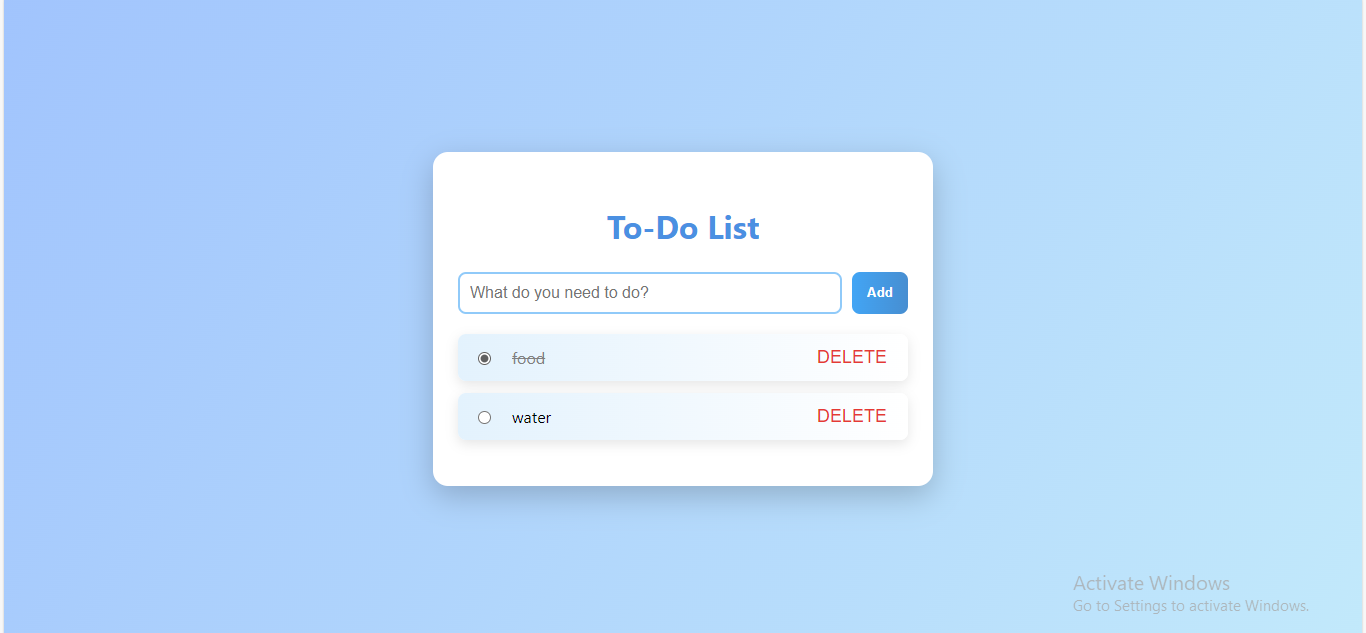 To-Do List
What do you need to do?
Add
food
DELETE
water
DELETE
Activate Windows
Go to Settings to activate Windows.